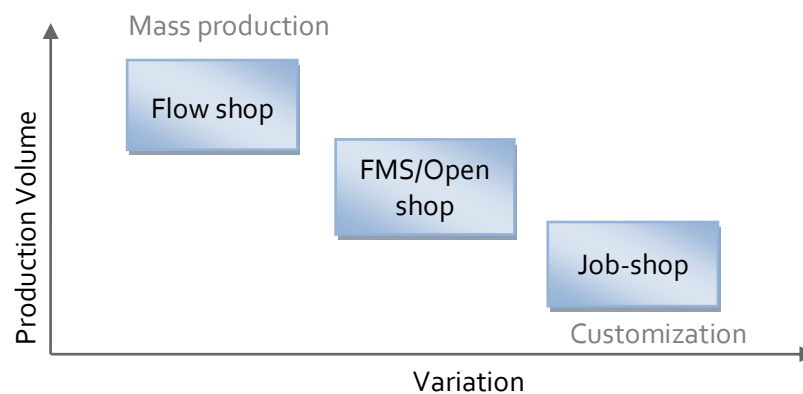 Mass production
Flow shop
FMS/Open
shop
Job-shop
Customization
Production Volume
Variation